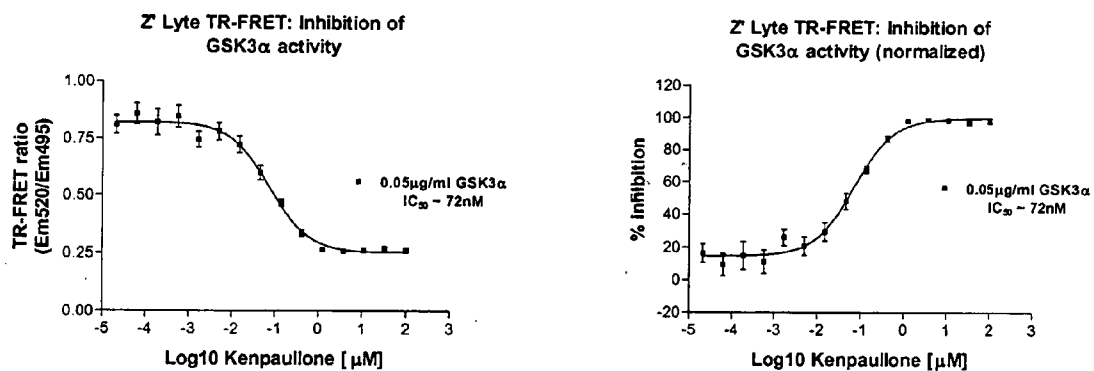 Z' Lyte TR-FRET: Inhibition of
GSK3α activity
TR-FRET ratio
(Em520/Em495)
1.00
0.75
0.50
0.25
0.00
-5 -4 -3 -2 -1 0 1 2 3
Log10 Kenpaullone [ µM]
0.05µg/ml GSK3α
IC50 ~ 72nM
Z' Lyte TR-FRET: Inhibition of
GSK3α activity (normalized)
% inhibition
120
100
80
60
40
20
0
-20
-5 -4 -3 -2 -1 0 1 2 3
Log10 Kenpaullone [ µM]
0.05µg/ml GSK3α
IC50 ~ 72nM